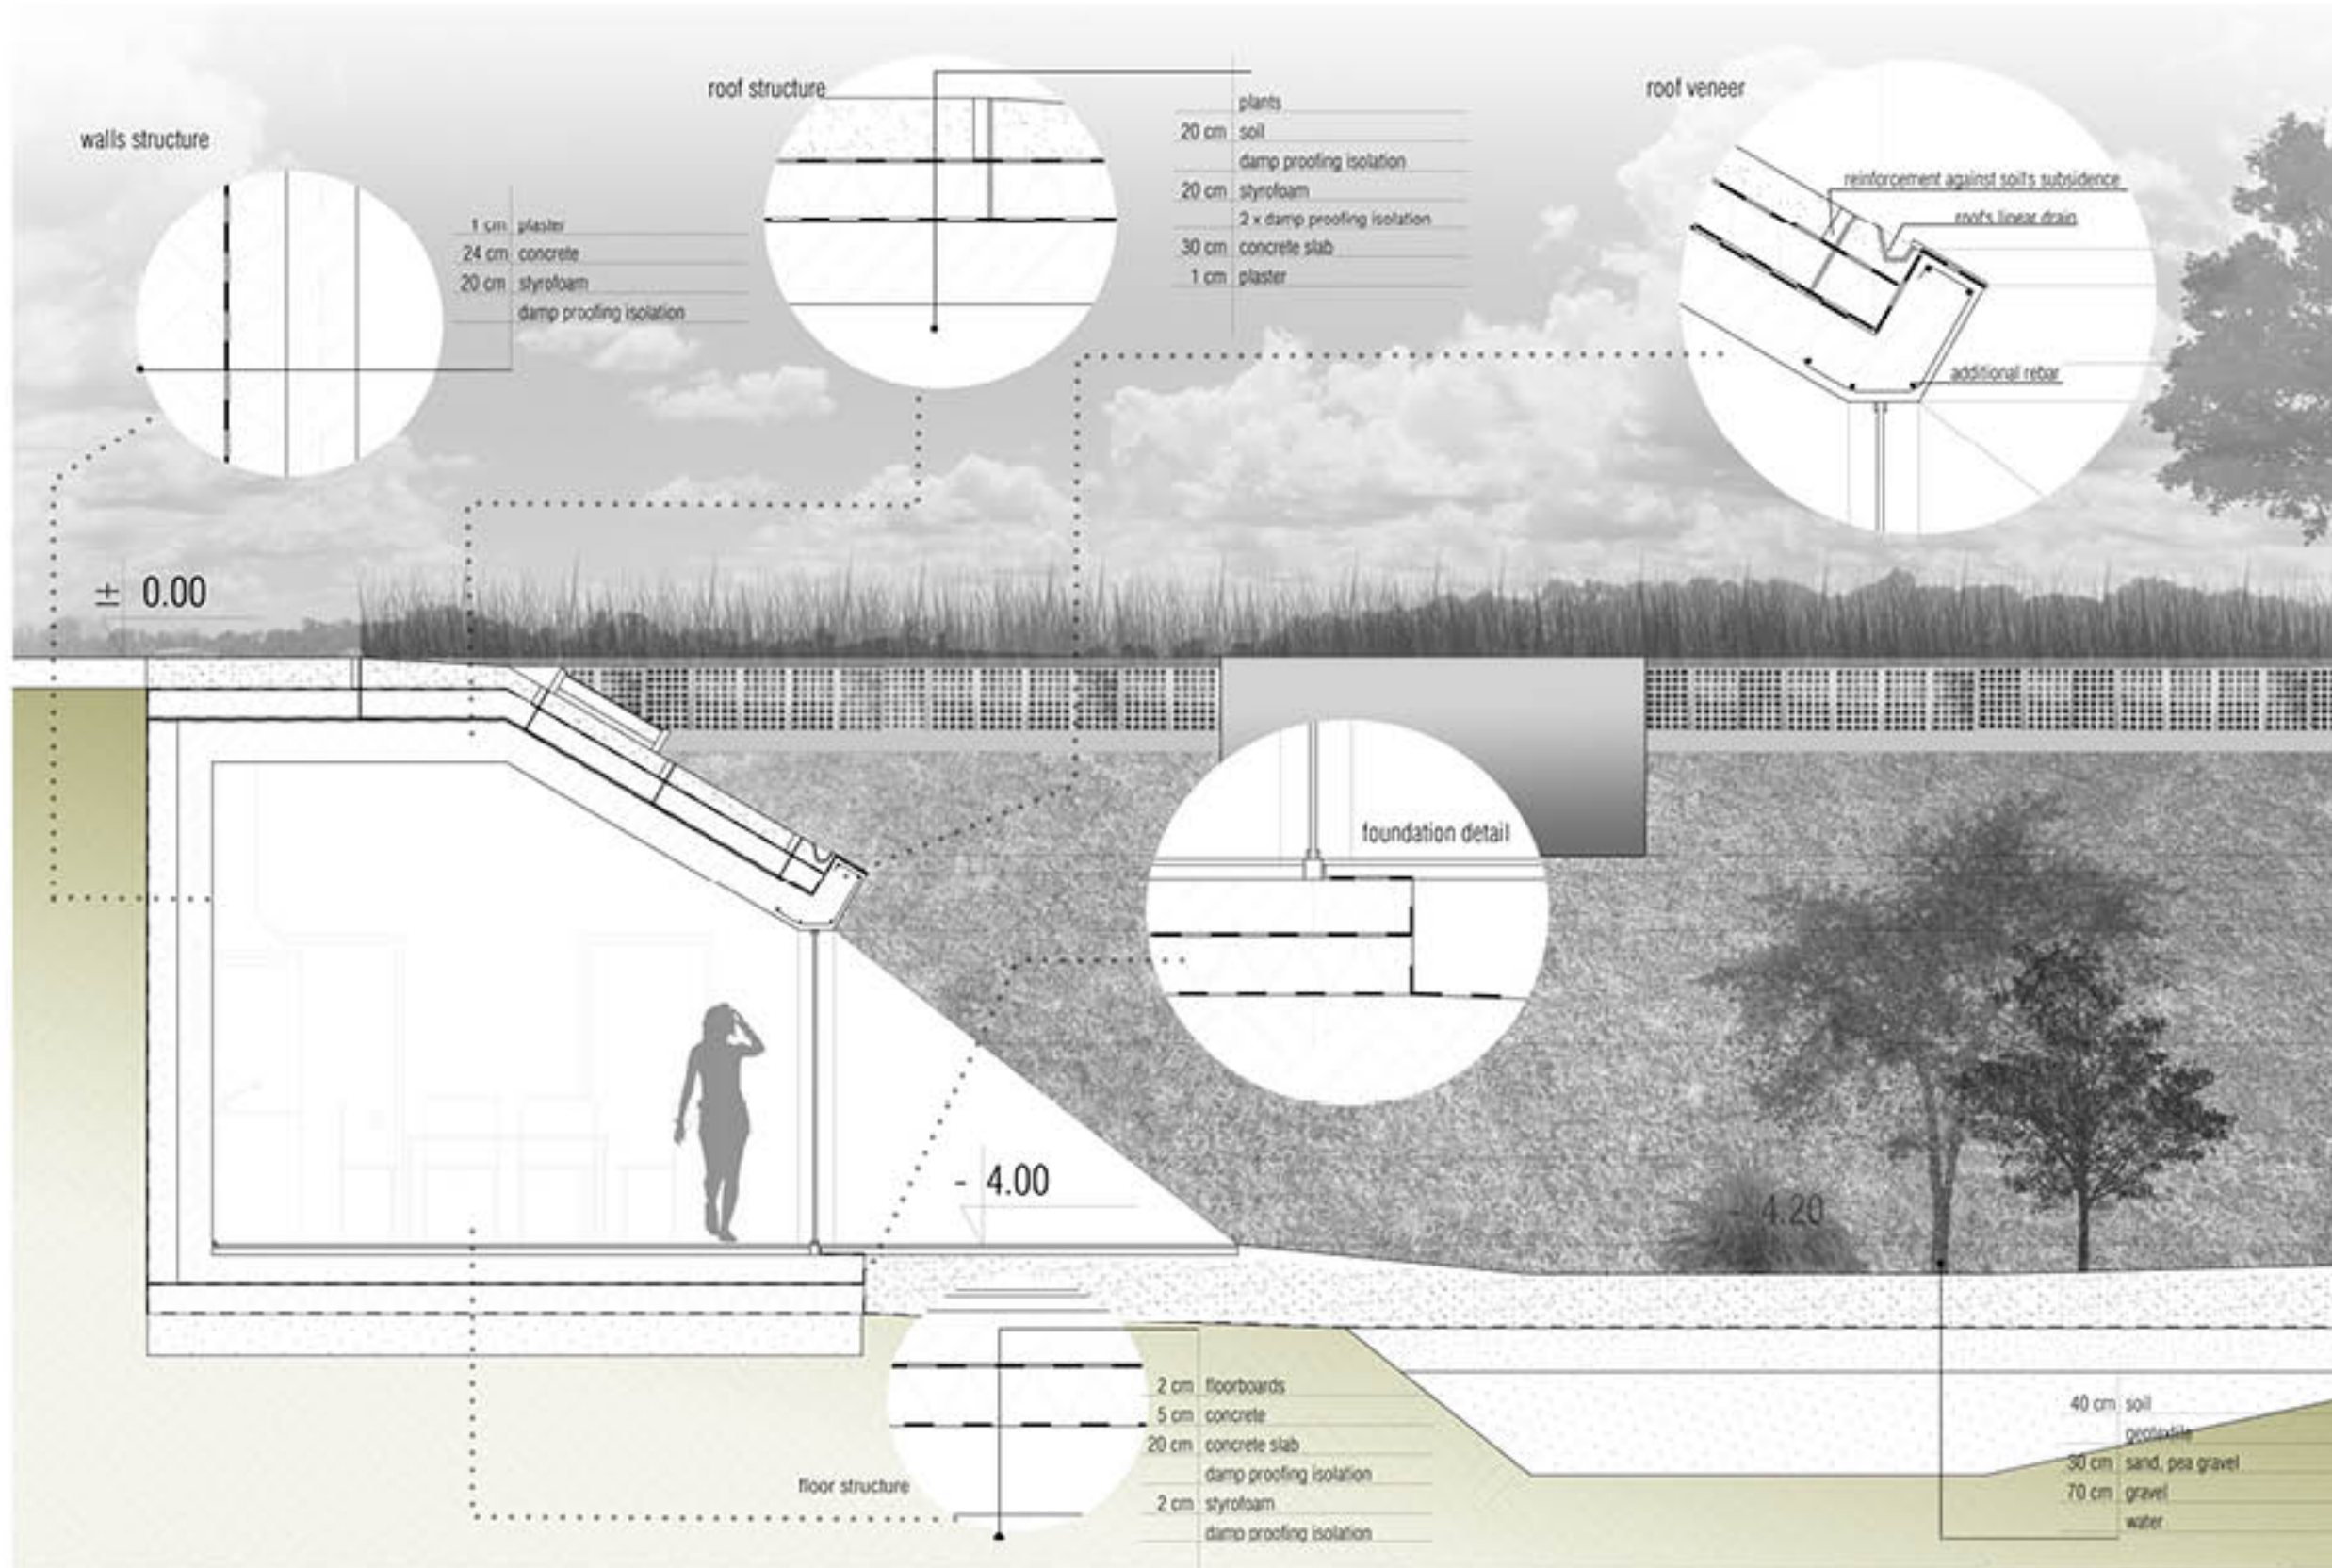 walls structure
1 cm plaster
24 cm concrete
20 cm styrofoam
damp proofing isolation
roof structure
plants
20 cm soil
damp proofing isolation
20 cm styrofoam
2 x damp proofing isolation
30 cm concrete slab
1 cm plaster
roof veneer
reinforcement against soil's subsidence
roof's linear drain
additional rebar
± 0.00
foundation detail
- 4.00
- 4.20
floor structure
2 cm floorboards
5 cm concrete
20 cm concrete slab
damp proofing isolation
2 cm styrofoam
damp proofing isolation
40 cm soil
geotextile
30 cm sand, pea gravel
70 cm gravel
water